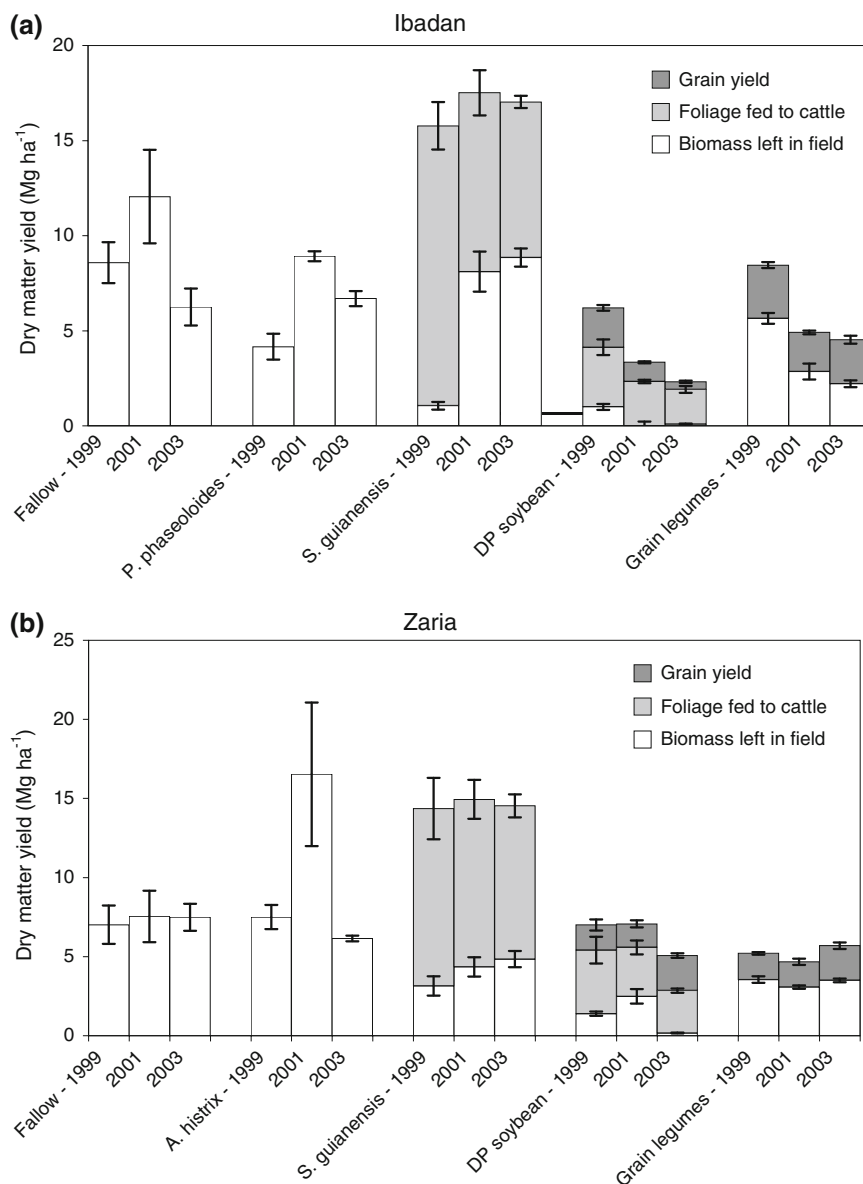 (a)
Ibadan
Dry matter yield (Mg ha⁻¹)
20
15
10
5
0
Grain yield
Foliage fed to cattle
Biomass left in field
Fallow - 1999
2001
2003
P. phaseoloides - 1999
2001
2003
S. guianensis - 1999
2001
2003
DP soybean - 1999
2001
2003
Grain legumes - 1999
2001
2003
(b)
Zaria
Dry matter yield (Mg ha⁻¹)
25
20
15
10
5
0
Grain yield
Foliage fed to cattle
Biomass left in field
Fallow - 1999
2001
2003
A. histrix - 1999
2001
2003
S. guianensis - 1999
2001
2003
DP soybean - 1999
2001
2003
Grain legumes - 1999
2001
2003